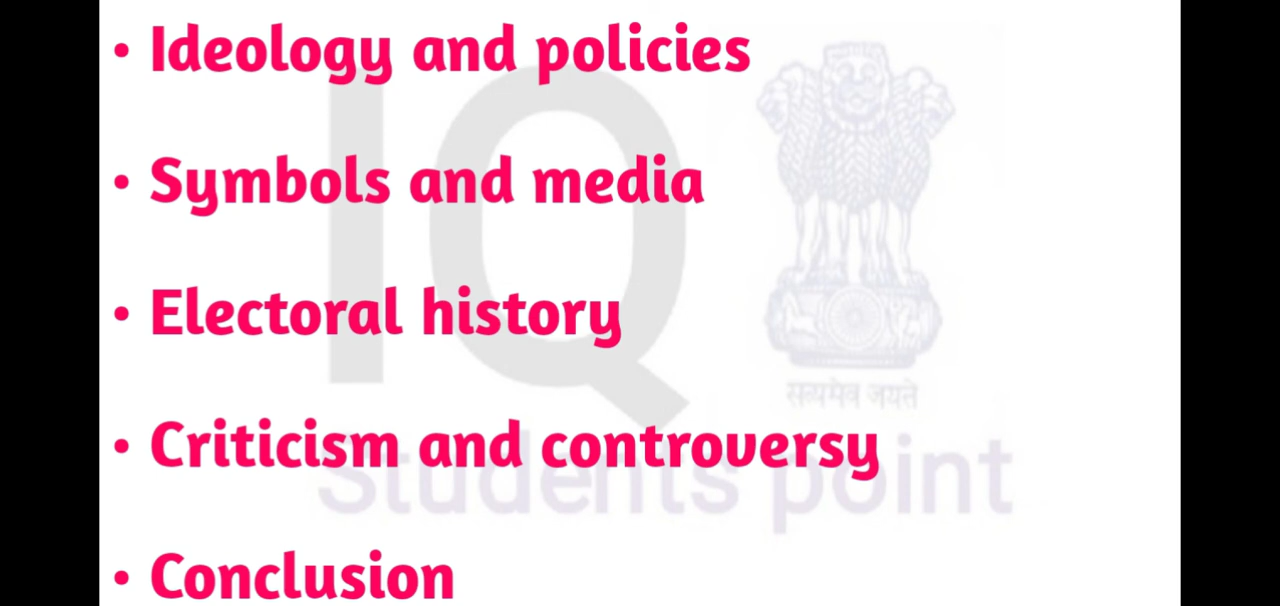 • Ideology and policies
• Symbols and media
• Electoral history
• Criticism and controversy
• Conclusion
IQ
सत्यमेव जयते
Students point